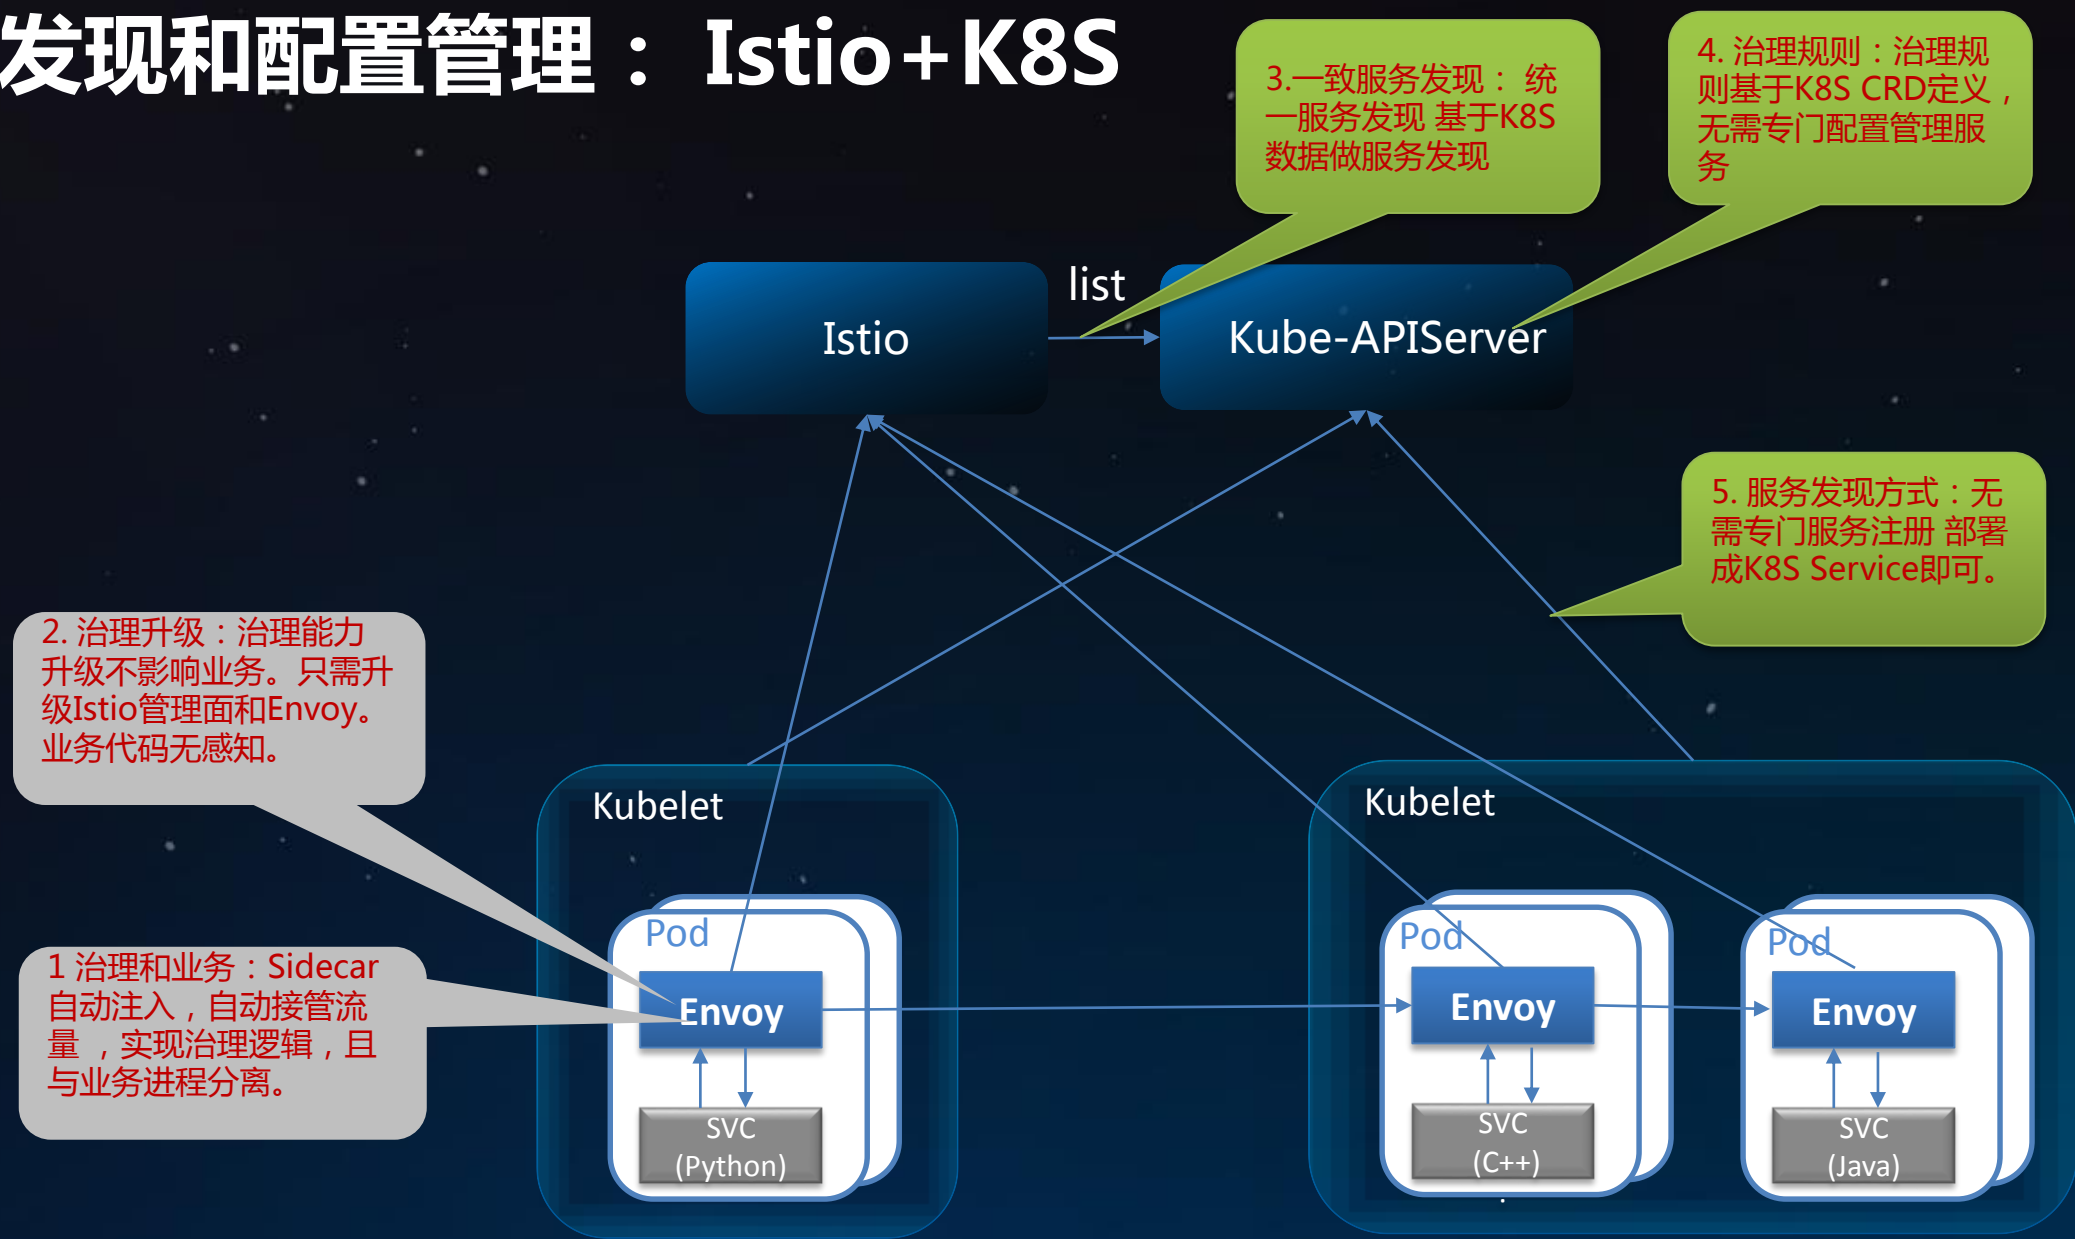 发现和配置管理： Istio+K8S
3.一致服务发现： 统
一服务发现 基于K8S
数据做服务发现
4. 治理规则：治理规
则基于K8S CRD定义，
无需专门配置管理服
务
list
Istio
Kube-APIServer
5. 服务发现方式：无
需专门服务注册 部署
成K8S Service即可。
2. 治理升级：治理能力
升级不影响业务。只需升
级Istio管理面和Envoy。
业务代码无感知。
1 治理和业务：Sidecar
自动注入，自动接管流
量 ，实现治理逻辑，且
与业务进程分离。
Kubelet
Pod
Envoy
SVC
(Python)
Kubelet
Pod
Envoy
SVC
(C++)
.
Pod
Envoy
SVC
(Java)